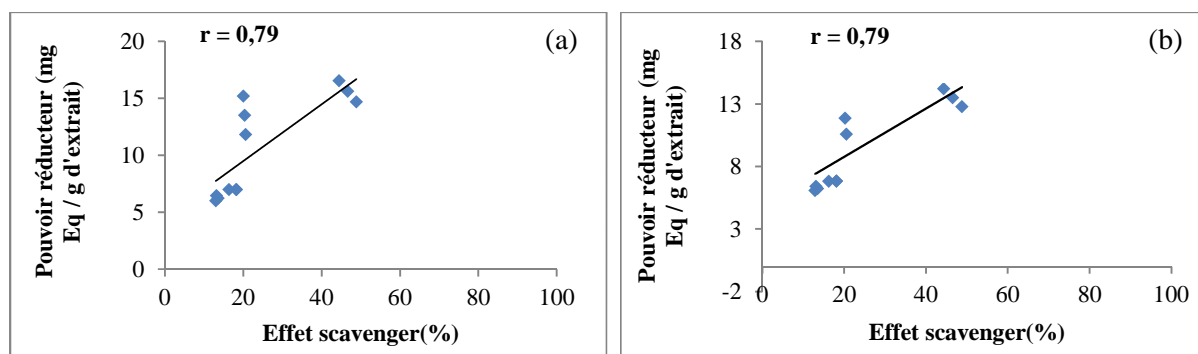 r = 0,79
(a)
Pouvoir réducteur (mg
Eq / g d'extrait)
20
15
10
5
0
0 20 40 60 80 100
Effet scavenger(%)
r = 0,79
(b)
Pouvoir réducteur (mg
Eq / g d'extrait)
18
13
8
3
-2
0 20 40 60 80 100
Effet scavenger(%)